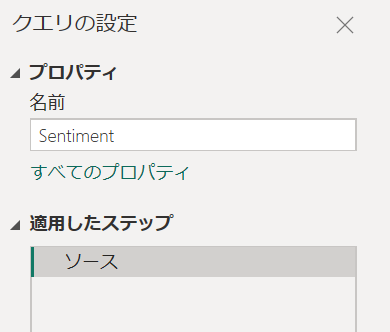 クエリの設定
プロパティ
名前
Sentiment
すべてのプロパティ
適用したステップ
ソース